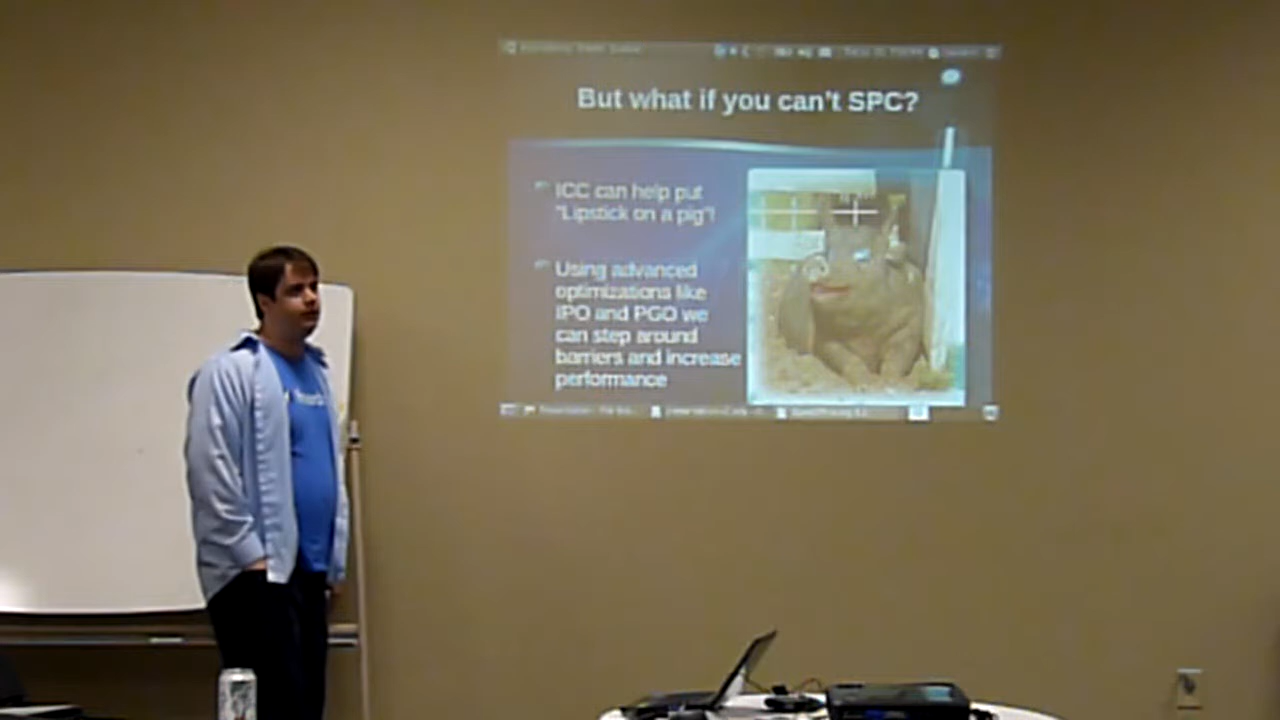 But what if you can't SPC?
ICC can help put
"Lipstick on a pig"!
Using advanced
optimizations like
IPO and PGO we
can step around
barriers and increase
performance